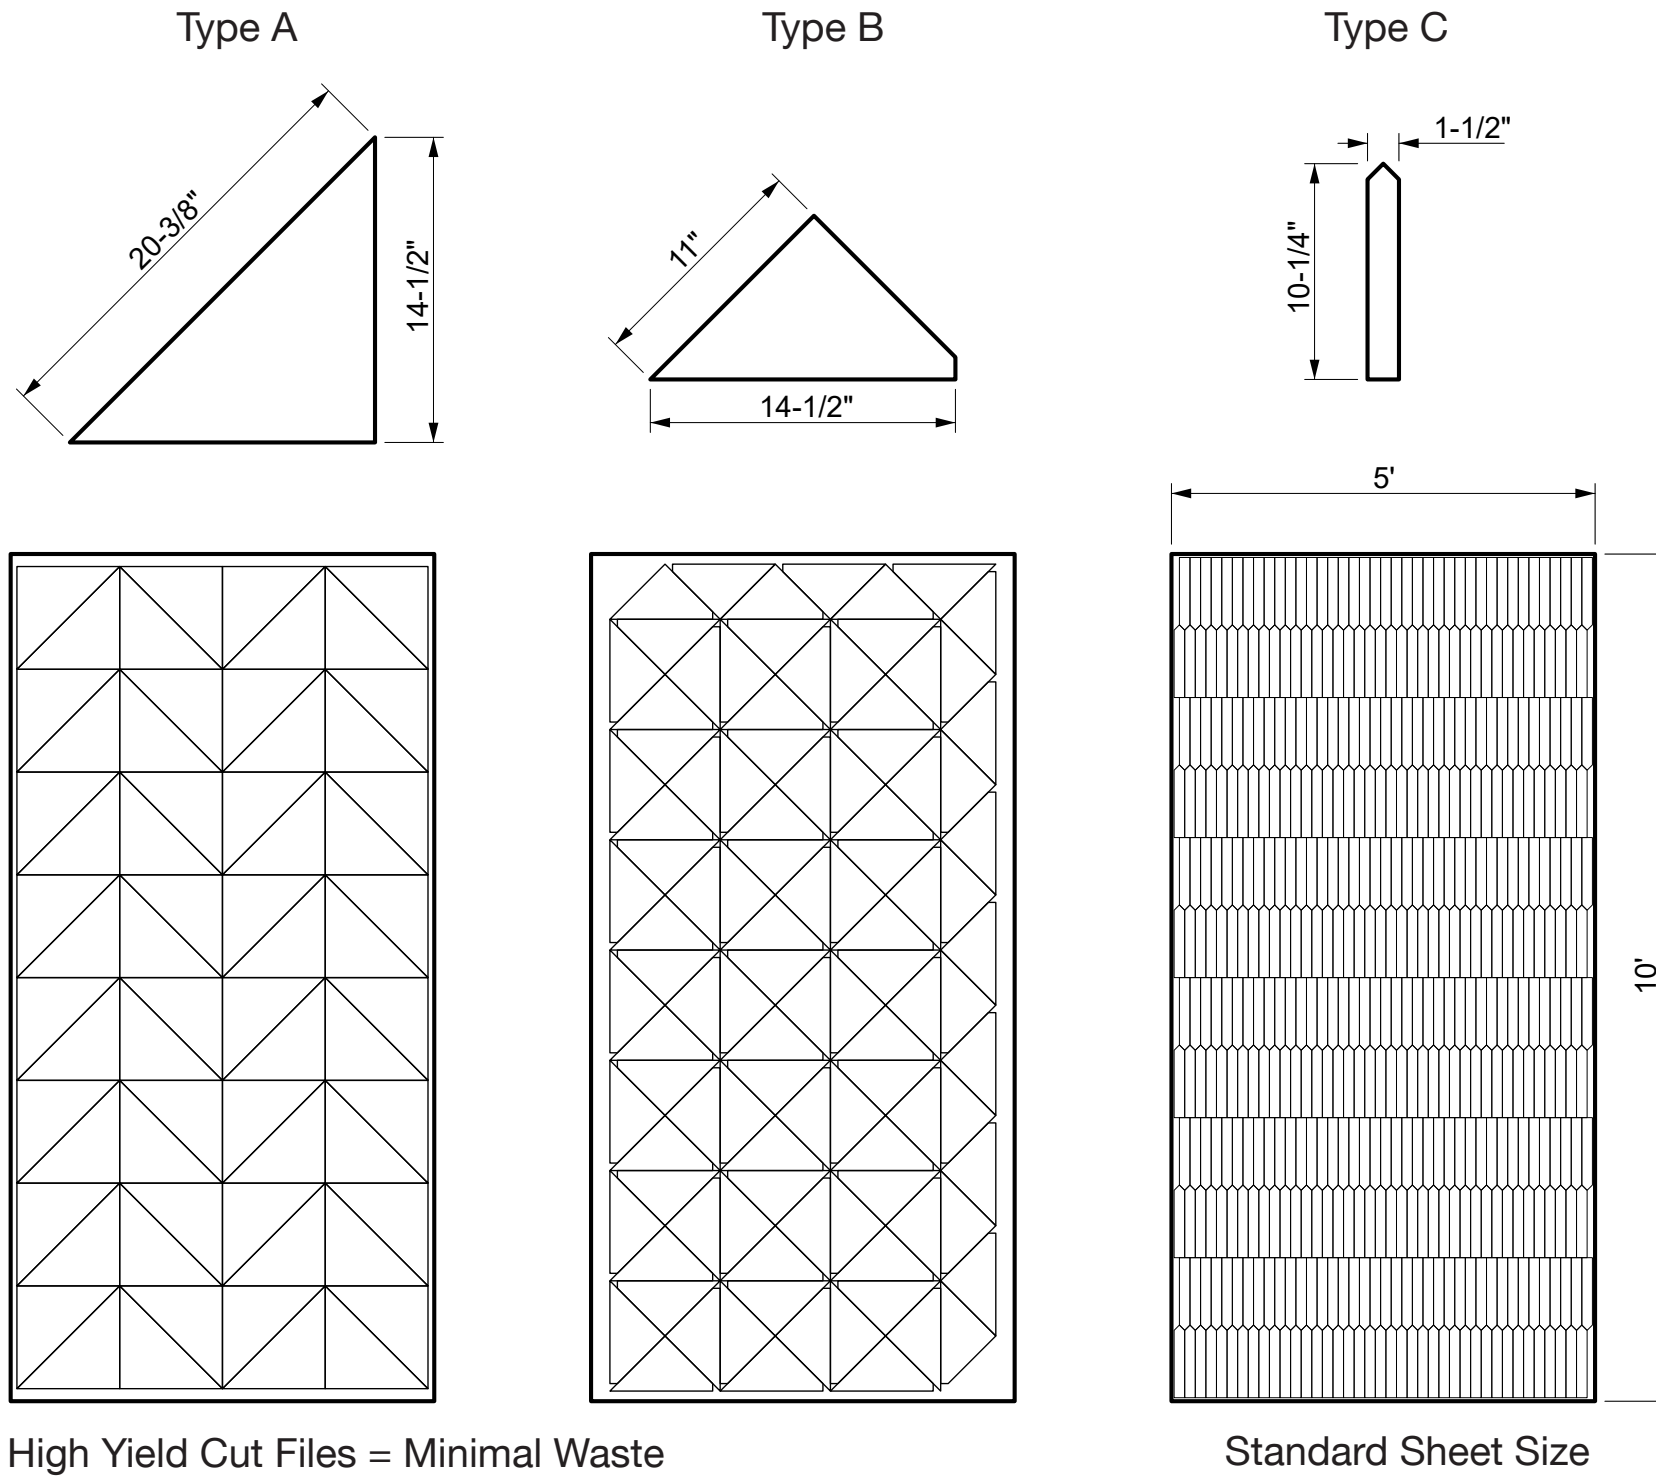 Type A
Type B
Type C
20-3/8"
14-1/2"
11"
14-1/2"
1-1/2"
10-1/4"
5'
10'
High Yield Cut Files = Minimal Waste
Standard Sheet Size